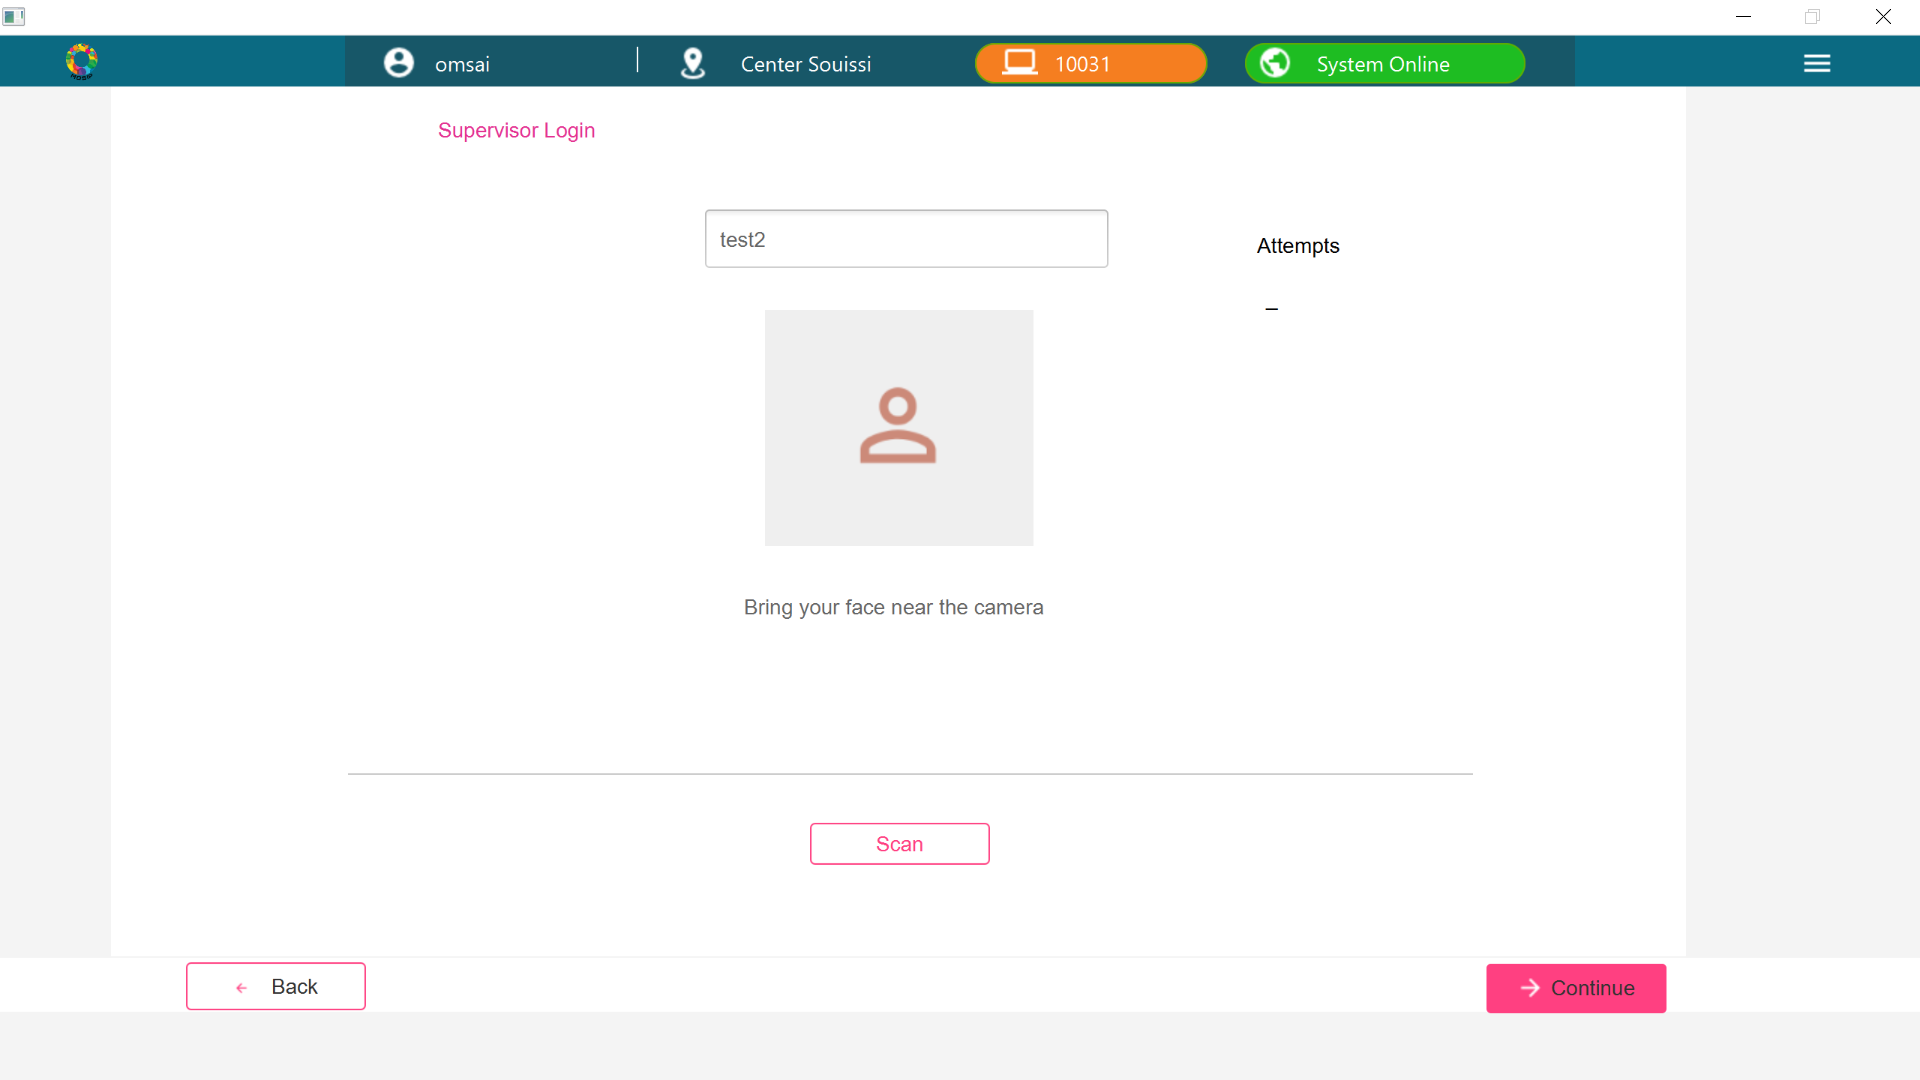 omsai
Center Souissi
10031
System Online
Supervisor Login
test2
Attempts
–
Bring your face near the camera
Scan
Back
Continue